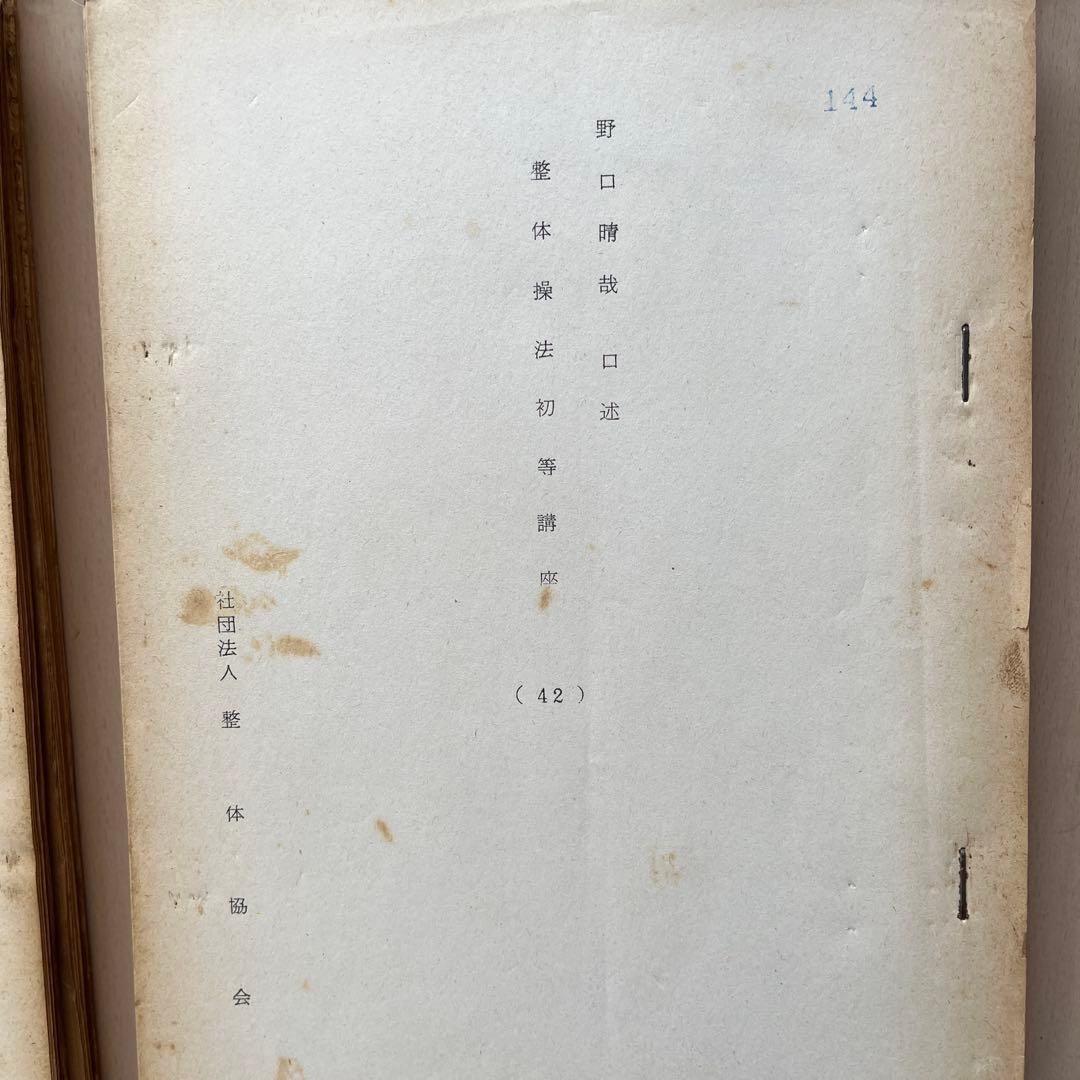 144
野口晴哉 口述
整体操法初等講座
(42)
社団法人 整体協会